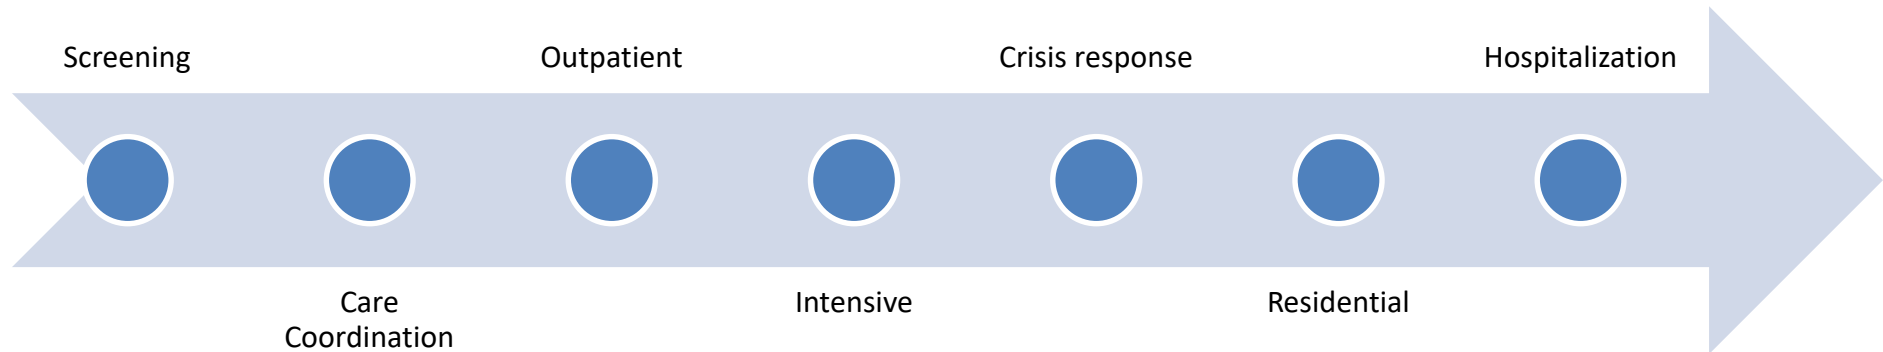 Screening
Outpatient
Crisis response
Hospitalization
Care
Coordination
Intensive
Residential